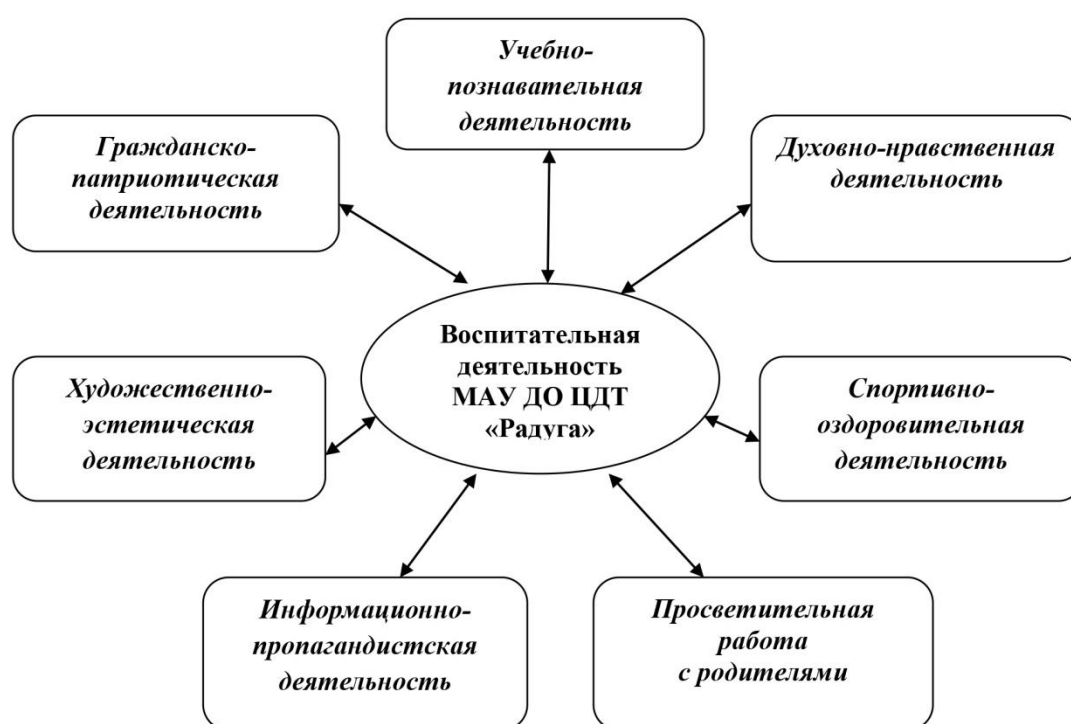 Учебно-
познавательная
деятельность
Гражданско-
патриотическая
деятельность
Духовно-нравственная
деятельность
Воспитательная
деятельность
МАУ ДО ЦДТ
«Радуга»
Художественно-
эстетическая
деятельность
Спортивно-
оздоровительная
деятельность
Информационно-
пропагандистская
деятельность
Просветительная
работа
с родителями